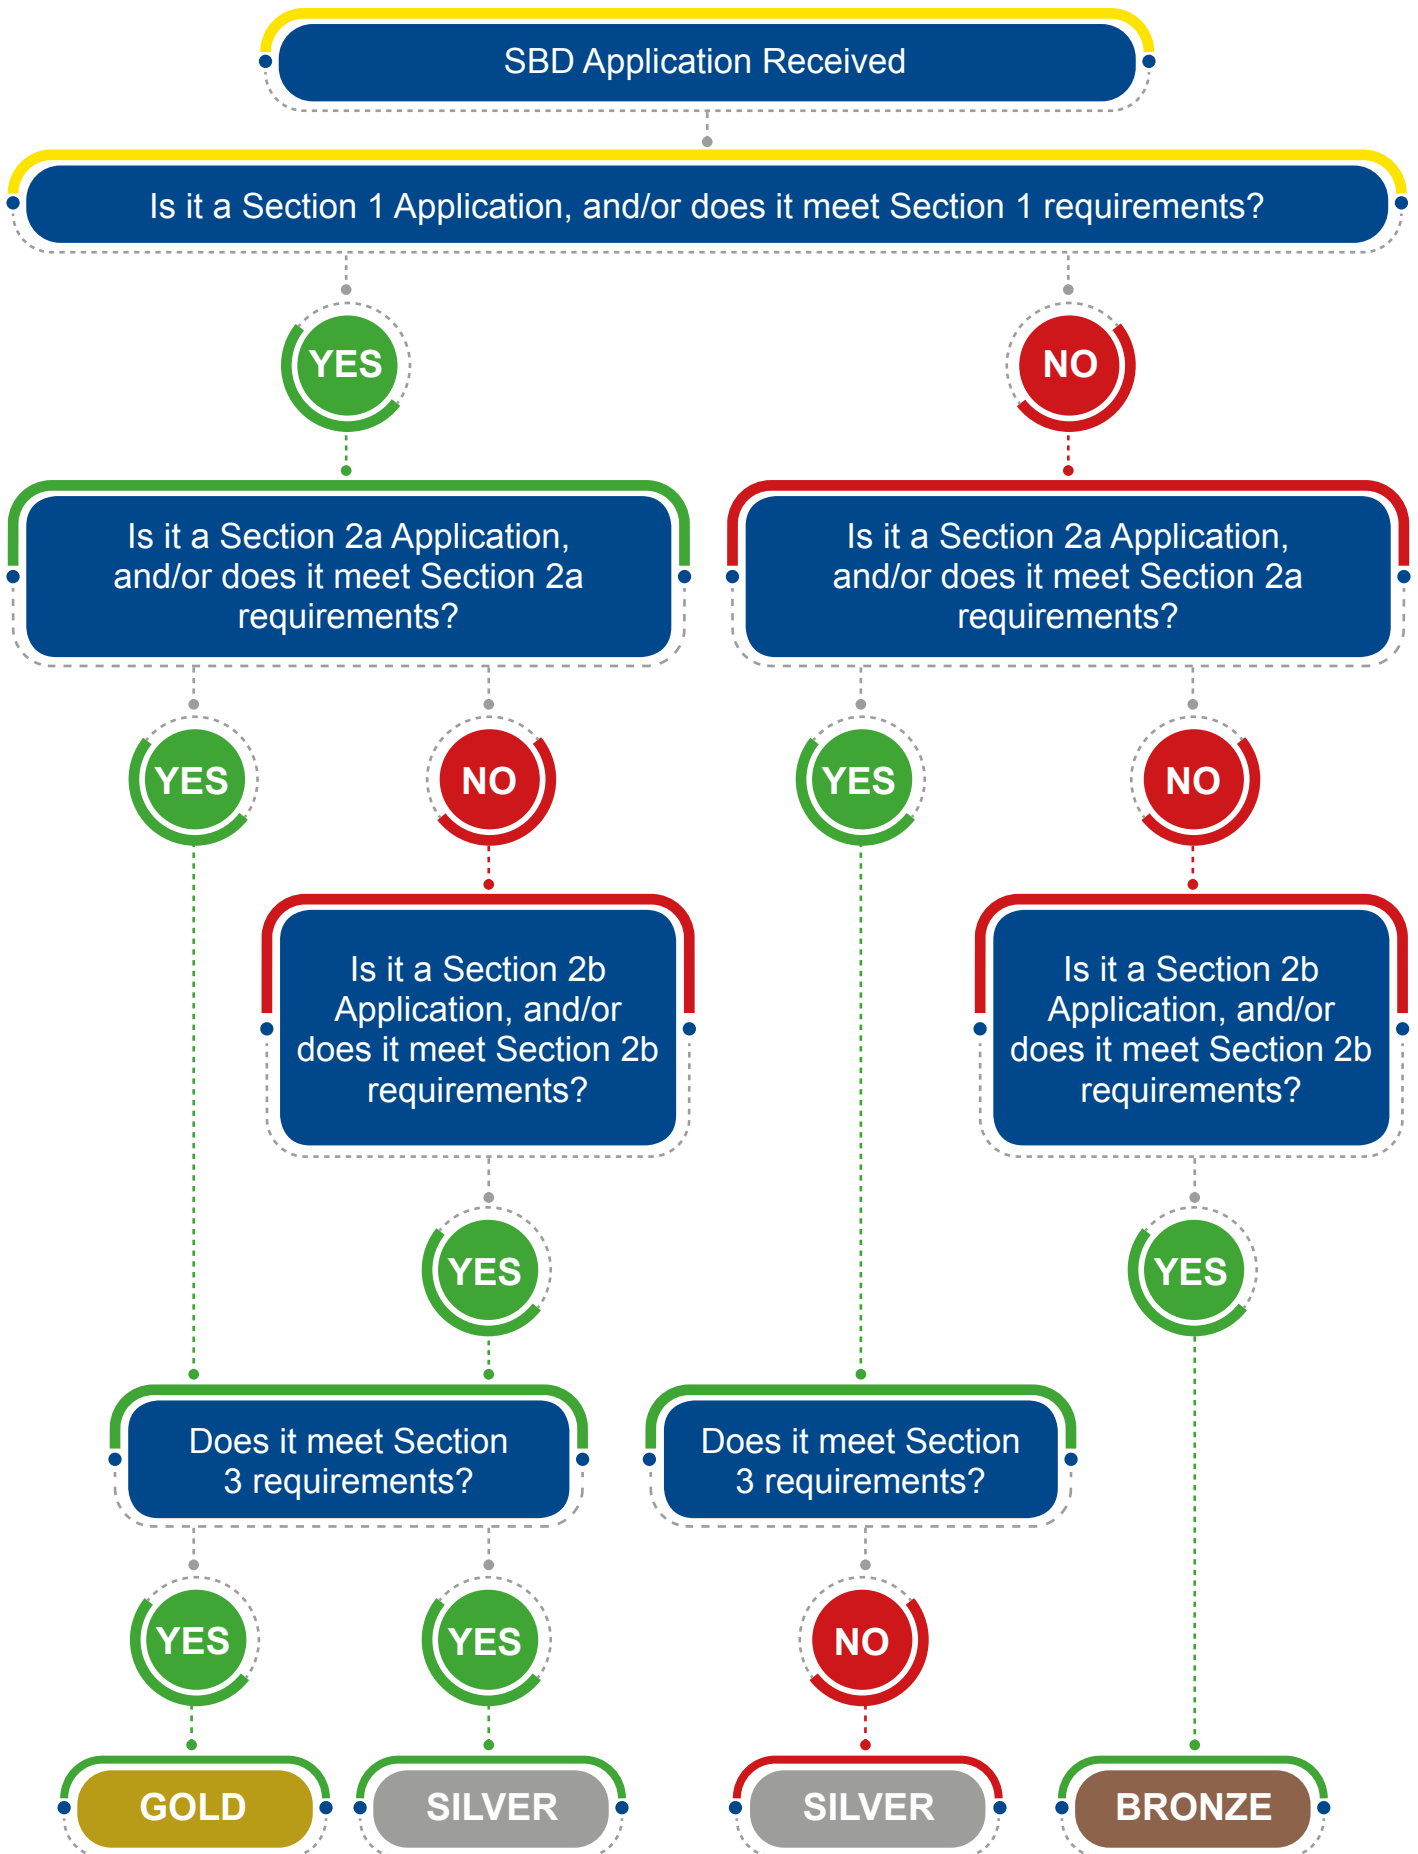 SBD Application Received
Is it a Section 1 Application, and/or does it meet Section 1 requirements?
YES
NO
Is it a Section 2a Application,
and/or does it meet Section 2a
requirements?
Is it a Section 2a Application,
and/or does it meet Section 2a
requirements?
YES
NO
YES
NO
Is it a Section 2b
Application, and/or
does it meet Section 2b
requirements?
Is it a Section 2b
Application, and/or
does it meet Section 2b
requirements?
YES
YES
Does it meet Section
3 requirements?
Does it meet Section
3 requirements?
YES
YES
NO
GOLD
SILVER
SILVER
BRONZE